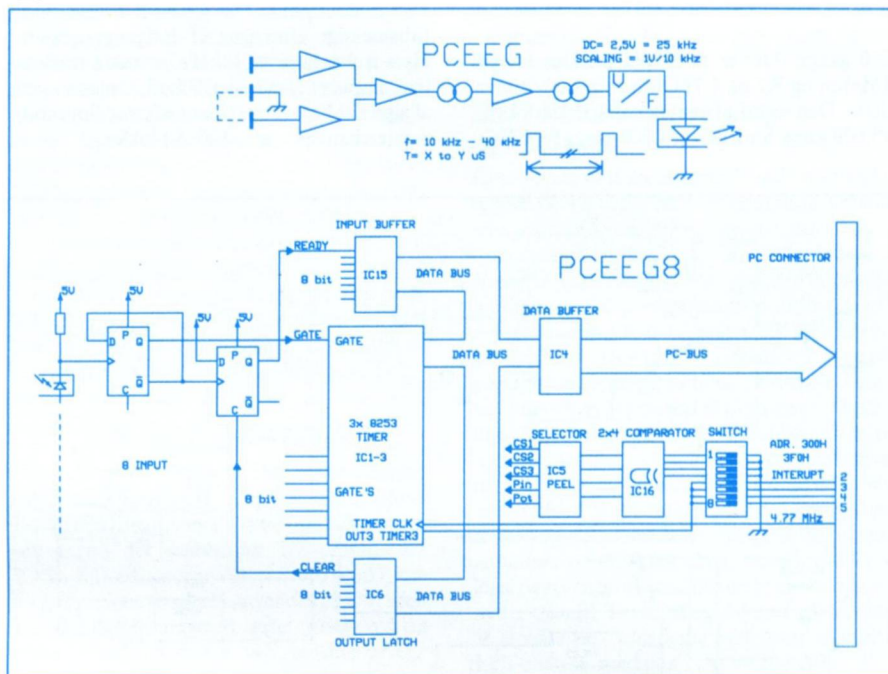 PCEEG
DC= 2,5V = 25 kHz
SCALING = 1V/10 kHz
V
F
f= 10 kHz - 40 kHz
T= X to Y uS
INPUT BUFFER
READY
IC15
8 bit
DATA BUS
PCEEG8
PC CONNECTOR
5V
5V
5V
5V
P
D
Q
Q
C
P
D
Q
Q
C
GATE
GATE
DATA BUS
DATA BUFFER
IC4
PC-BUS
3x 8253
TIMER
IC1-3
8 INPUT
8 bit
GATE'S
TIMER CLK
OUT3 TIMER3
SELECTOR
2x4 COMPARATOR
SWITCH
CS1
CS2
CS3
Pin
Pot
IC5
PEEL
IC16
1
8
ADR. 300H
3F0H
INTERUPT
2
3
4
5
4.77 MHz
CLEAR
8 bit
IC6
DATA BUS
OUTPUT LATCH